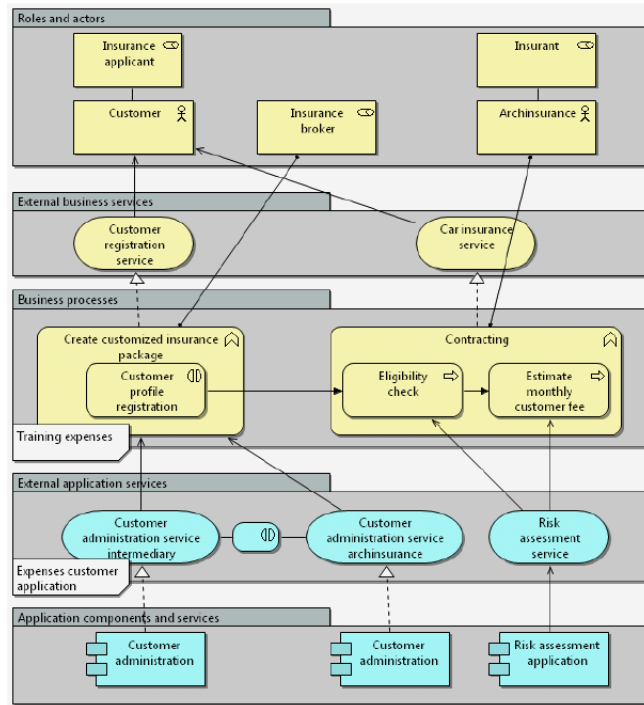 Roles and actors
Insurance
applicant
Insurant
Customer
Insurance
broker
Archinsurance
External business services
Customer
registration
service
Car insurance
service
Business processes
Create customized insurance
package
Contracting
Customer
profile
registration
Eligibility
check
Estimate
monthly
customer fee
Training expenses
External application services
Customer
administration service
intermediary
Customer
administration service
archinsurance
Risk
assessment
service
Expenses customer
application
Application components and services
Customer
administration
Customer
administration
Risk assessment
application